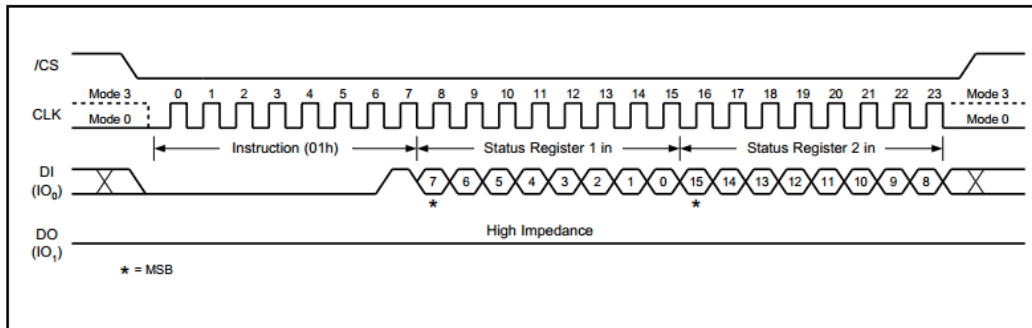 /CS
Mode 3 0 1 2 3 4 5 6 7 8 9 10 11 12 13 14 15 16 17 18 19 20 21 22 23 Mode 3
CLK Mode 0 Mode 0
Instruction (01h) Status Register 1 in Status Register 2 in
DI
(IO0) 7 6 5 4 3 2 1 0 15 14 13 12 11 10 9 8
* *
High Impedance
DO
(IO1)
* = MSB